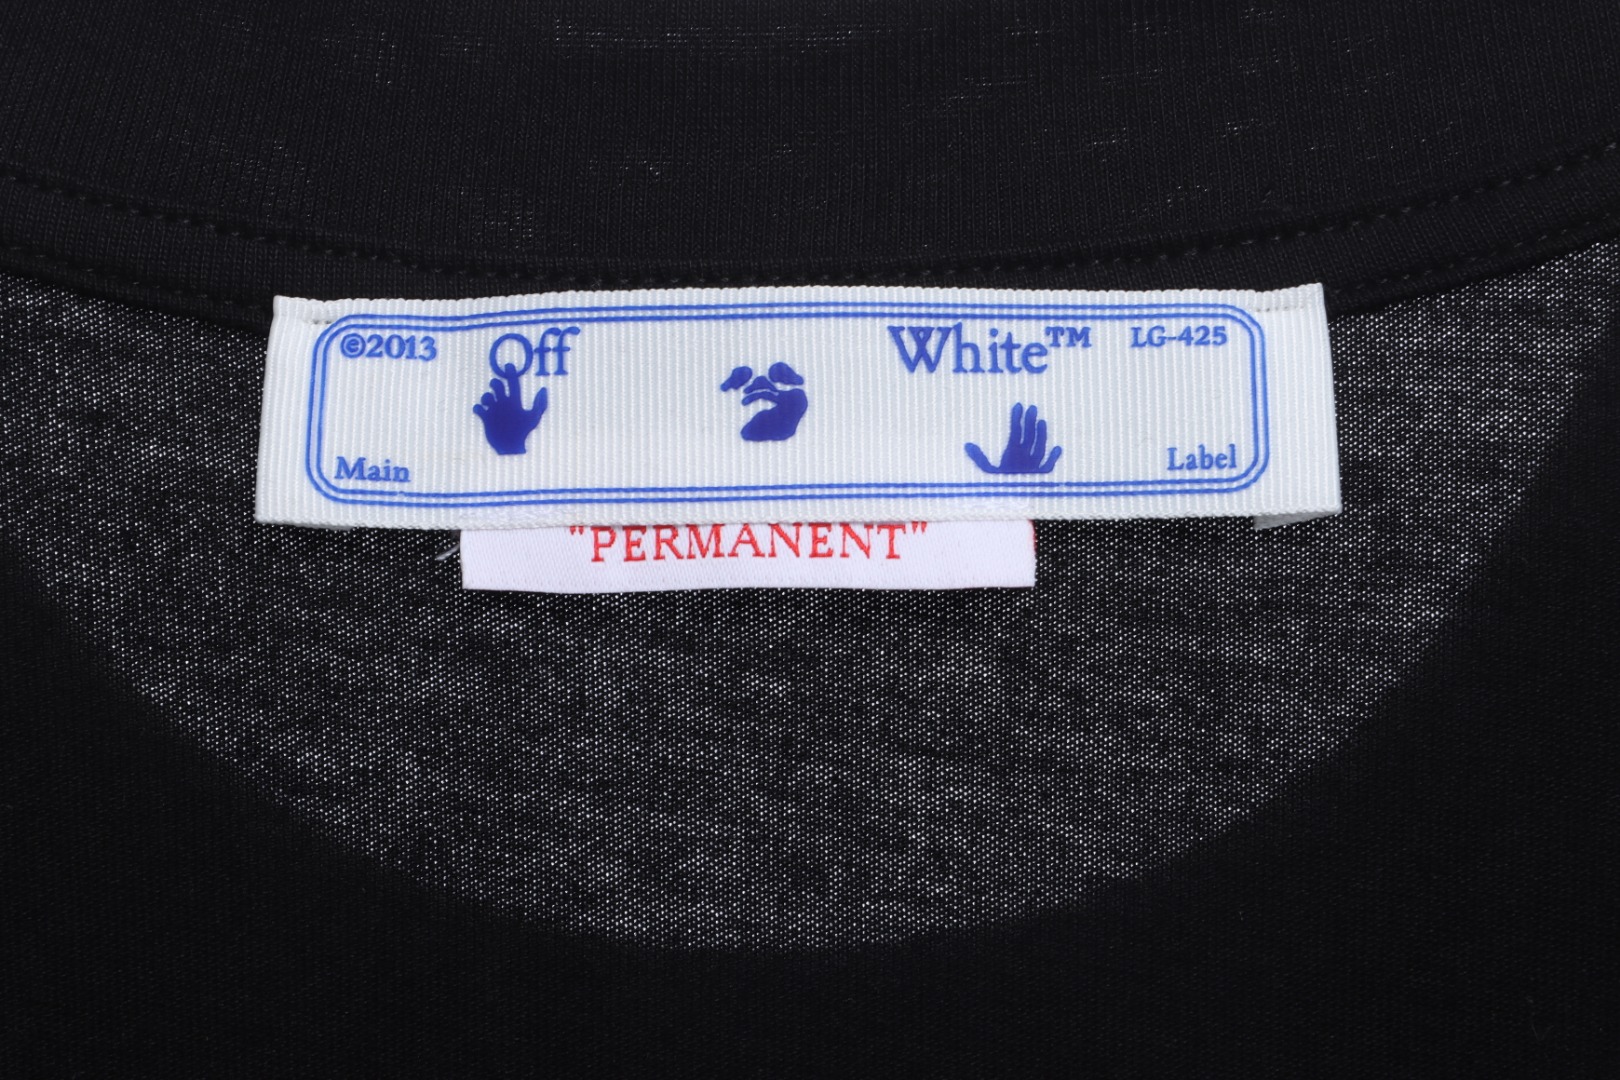 ©2013 Off White™ LG-425
Main Label
"PERMANENT"